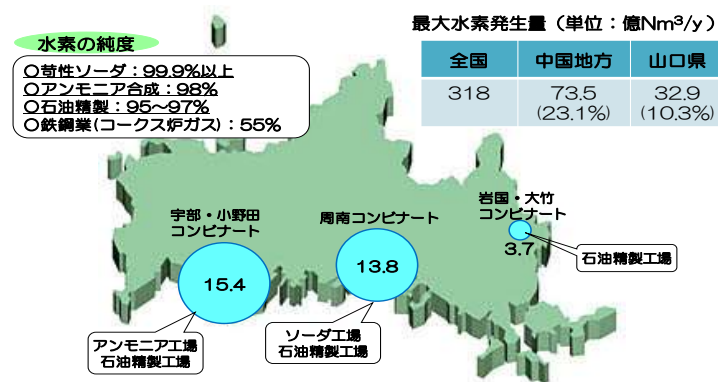 水素の純度
〇苛性ソーダ：99.9%以上
〇アンモニア合成：98%
〇石油精製：95～97%
〇鉄鋼業(コークス炉ガス)：55%
最大水素発生量（単位：億Nm³/y）
全国 中国地方 山口県
318 73.5 32.9
(23.1%) (10.3%)
宇部・小野田
コンビナート
15.4
アンモニア工場
石油精製工場
周南コンビナート
13.8
ソーダ工場
石油精製工場
岩国・大竹
コンビナート
3.7
石油精製工場